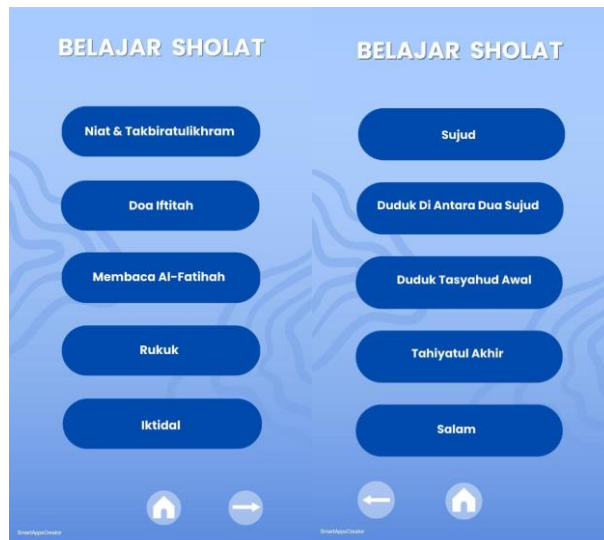 BELAJAR SHOLAT
Niat & Takbiratulikhram
Doa Iftitah
Membaca Al-Fatihah
Rukuk
Iktidal
SmartAppsCreator
BELAJAR SHOLAT
Sujud
Duduk Di Antara Dua Sujud
Duduk Tasyahud Awal
Tahiyatul Akhir
Salam
SmartAppsCreator